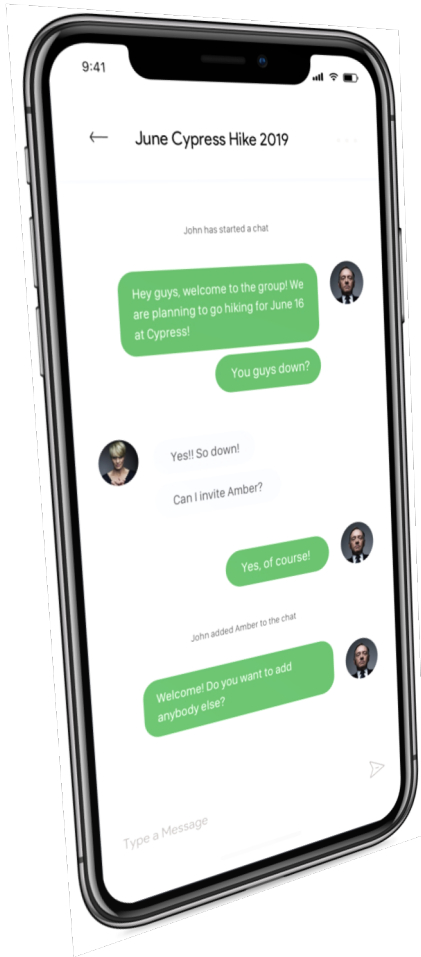 9:41
June Cypress Hike 2019
John has started a chat
Hey guys, welcome to the group! We
are planning to go hiking for June 16
at Cypress!
You guys down?
Yes!! So down!
Can I invite Amber?
Yes, of course!
John added Amber to the chat
Welcome! Do you want to add
anybody else?
Type a Message